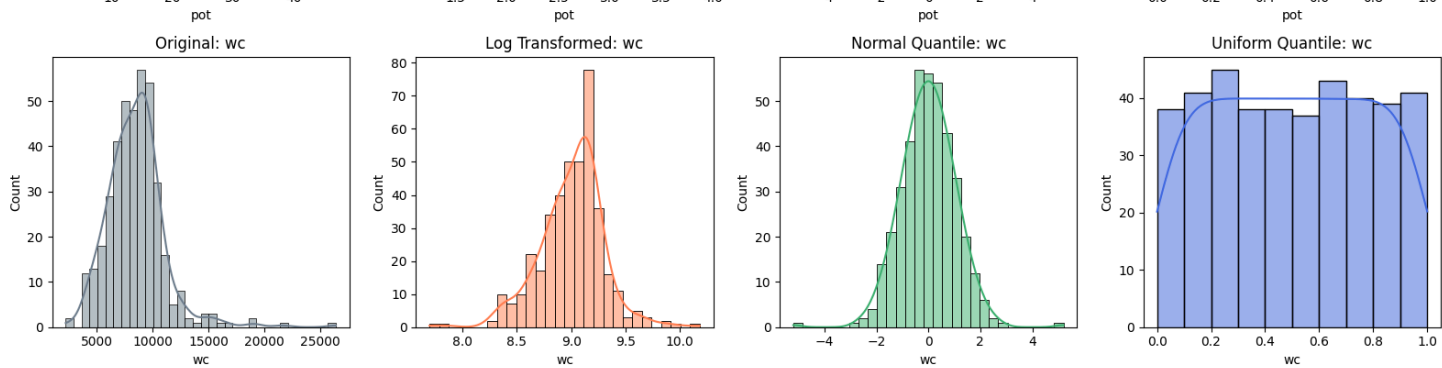 pot
pot
pot
pot
Original: wc
Log Transformed: wc
Normal Quantile: wc
Uniform Quantile: wc
Count
50
40
30
20
10
0
5000 10000 15000 20000 25000
wc
Count
80
70
60
50
40
30
20
10
0
8.0 8.5 9.0 9.5 10.0
wc
Count
50
40
30
20
10
0
−4 −2 0 2 4
wc
Count
40
30
20
10
0
0.0 0.2 0.4 0.6 0.8 1.0
wc